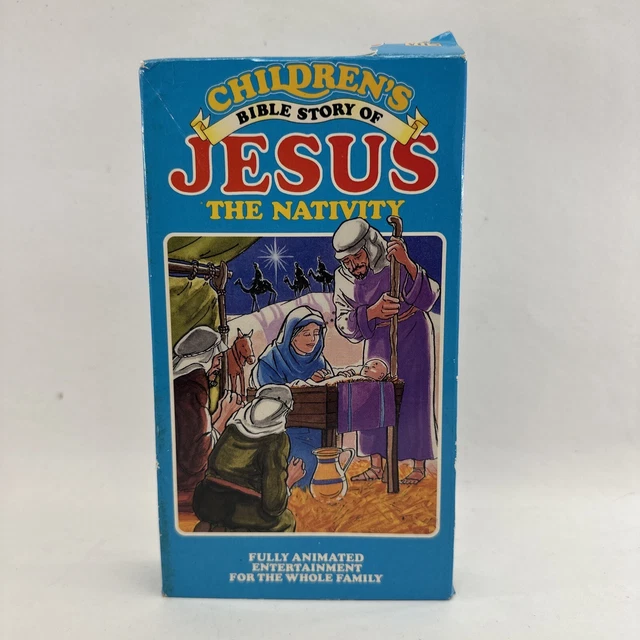 CHILDREN'S
BIBLE STORY OF
JESUS
THE NATIVITY
FULLY ANIMATED
ENTERTAINMENT
FOR THE WHOLE FAMILY